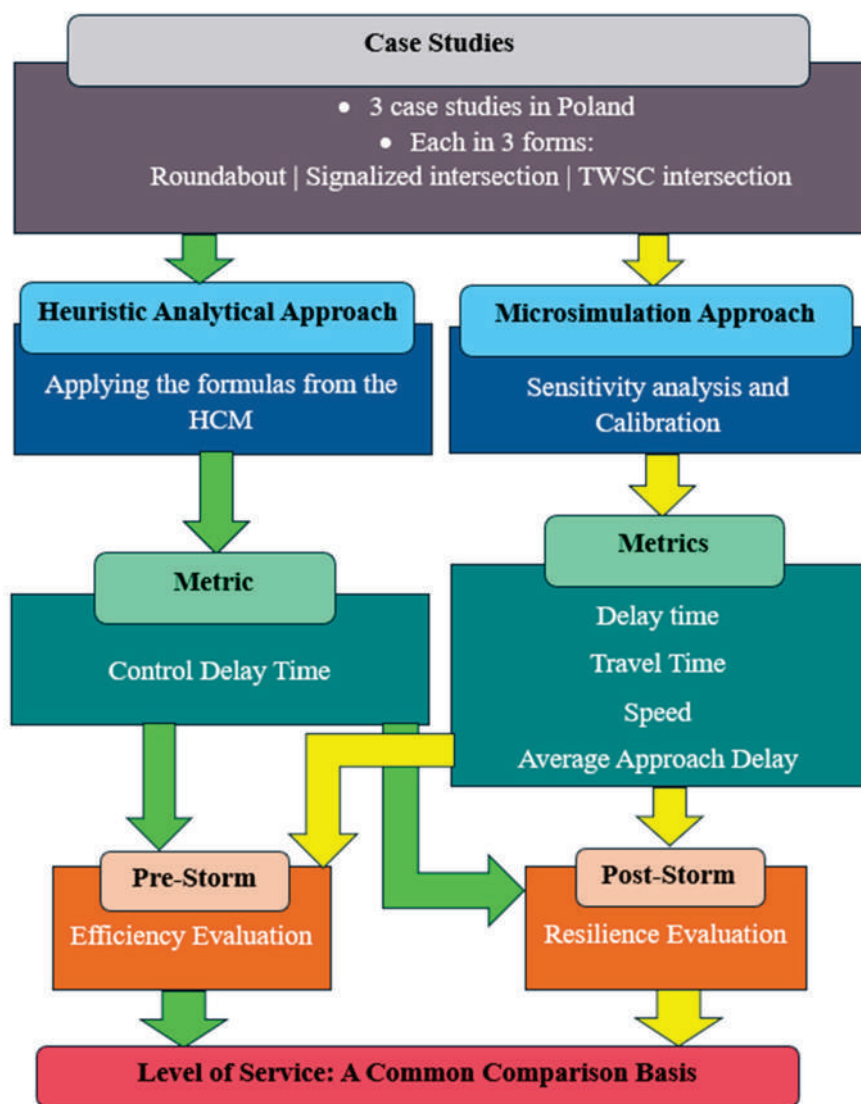 Case Studies
• 3 case studies in Poland
• Each in 3 forms:
Roundabout | Signalized intersection | TWSC intersection
Heuristic Analytical Approach
Applying the formulas from the
HCM
Microsimulation Approach
Sensitivity analysis and
Calibration
Metric
Control Delay Time
Metrics
Delay time
Travel Time
Speed
Average Approach Delay
Pre-Storm
Efficiency Evaluation
Post-Storm
Resilience Evaluation
Level of Service: A Common Comparison Basis